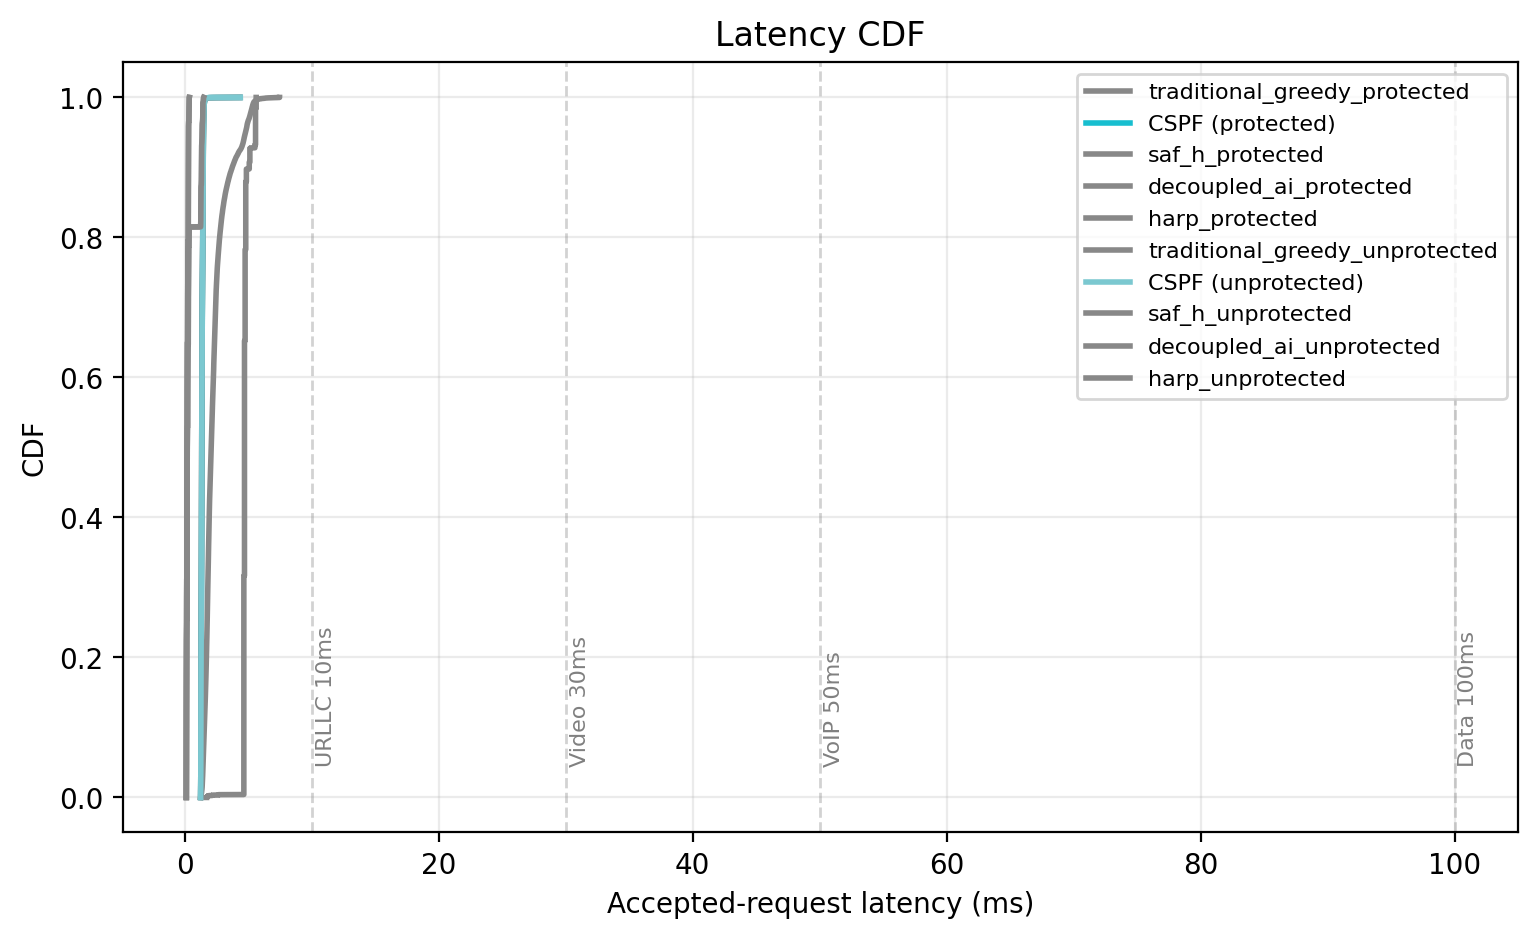 Latency CDF
1.0
0.8
0.6
0.4
0.2
0.0
CDF
traditional_greedy_protected
CSPF (protected)
saf_h_protected
decoupled_ai_protected
harp_protected
traditional_greedy_unprotected
CSPF (unprotected)
saf_h_unprotected
decoupled_ai_unprotected
harp_unprotected
URLLC 10ms
Video 30ms
VoIP 50ms
Data 100ms
0
20
40
60
80
100
Accepted-request latency (ms)